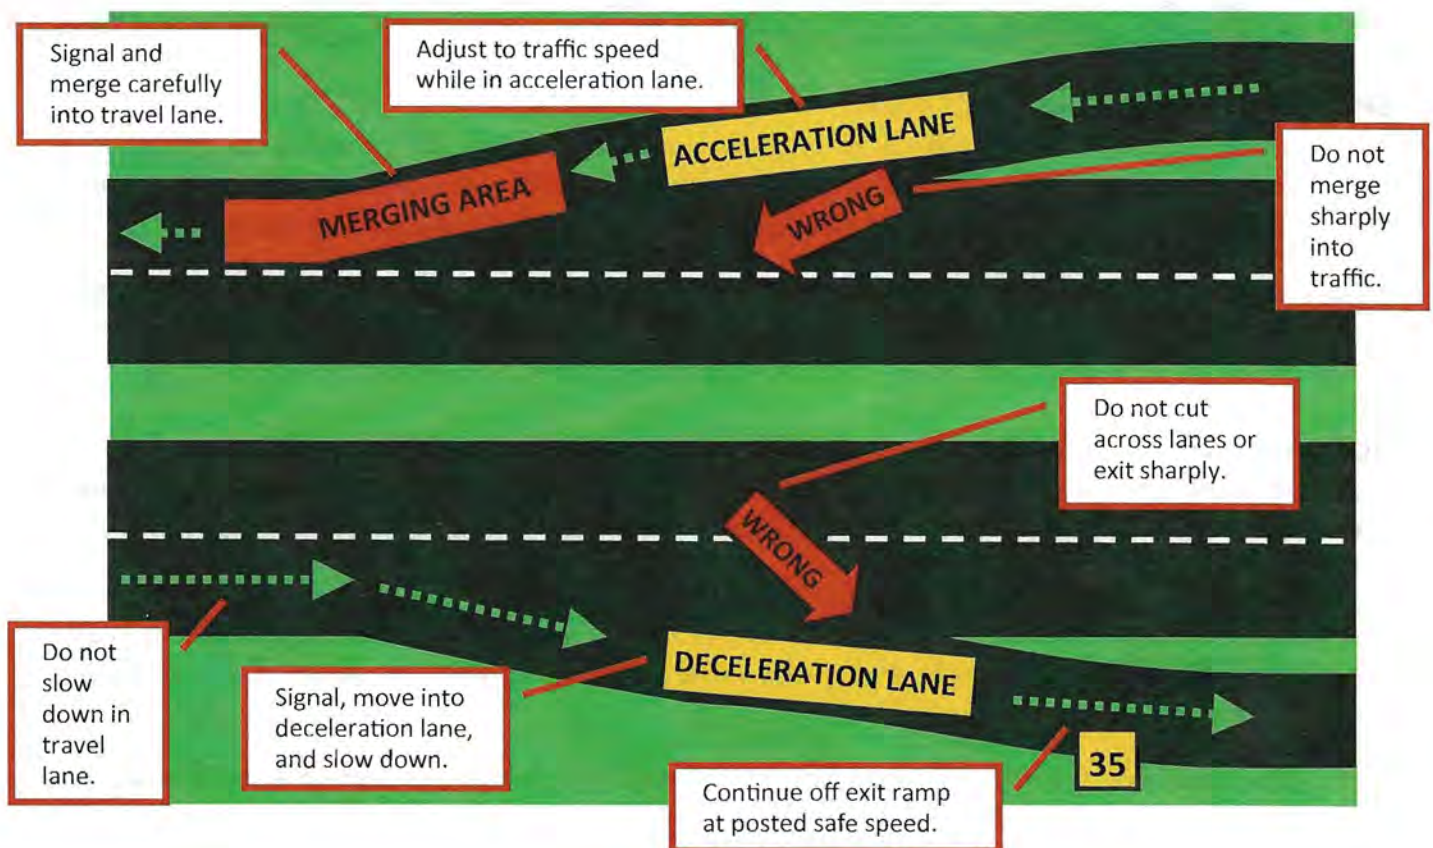 Signal and
merge carefully
into travel lane.
Adjust to traffic speed
while in acceleration lane.
ACCELERATION LANE
MERGING AREA
WRONG
Do not
merge
sharply
into
traffic.
Do not cut
across lanes or
exit sharply.
WRONG
Do not
slow
down in
travel
lane.
Signal, move into
deceleration lane,
and slow down.
DECELERATION LANE
35
Continue off exit ramp
at posted safe speed.